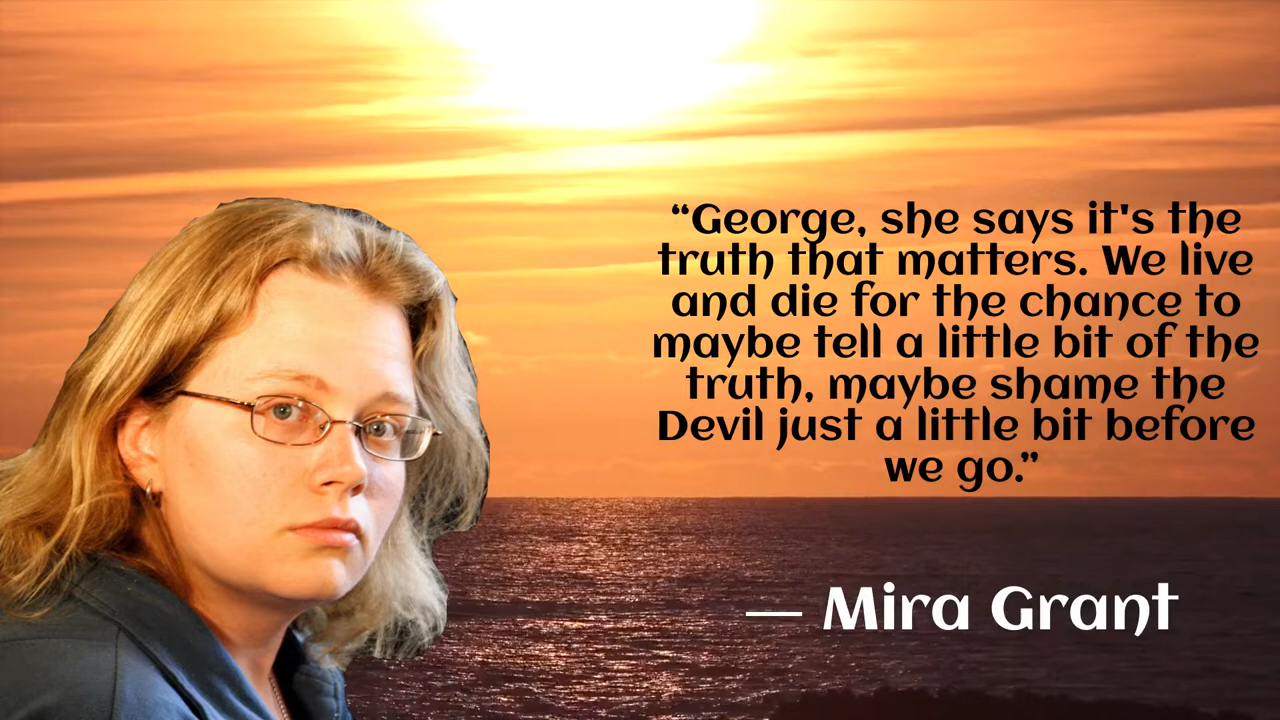 “George, she says it's the
truth that matters. We live
and die for the chance to
maybe tell a little bit of the
truth, maybe shame the
Devil just a little bit before
we go.”
— Mira Grant